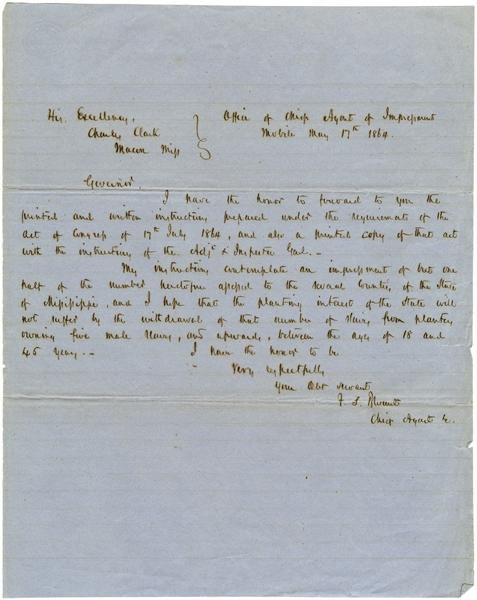 His Excellency,
Charles Clark
Macon Miss
Office of Chief Agent of Impressment
Mobile May 17th 1864.
Governor,
I have the honor to forward to you the
printed and written instructions prepared under the requirements of the
Act of Congress of 17th July 1864, and also a printed copy of that act
with the instructions of the Adjt & Inspector Genl. –
My instructions contemplate an impressment of but one
half of the number heretofore apportioned to the several Counties of the State
of Mississippi, and I hope that the planting interest of the State will
not suffer by the withdrawal of that number of slaves from planters
owning five male slaves, and upwards, between the ages of 18 and
45 years. –
I have the honor to be
Very respectfully
Your Obt servant
Chief Agent &c.